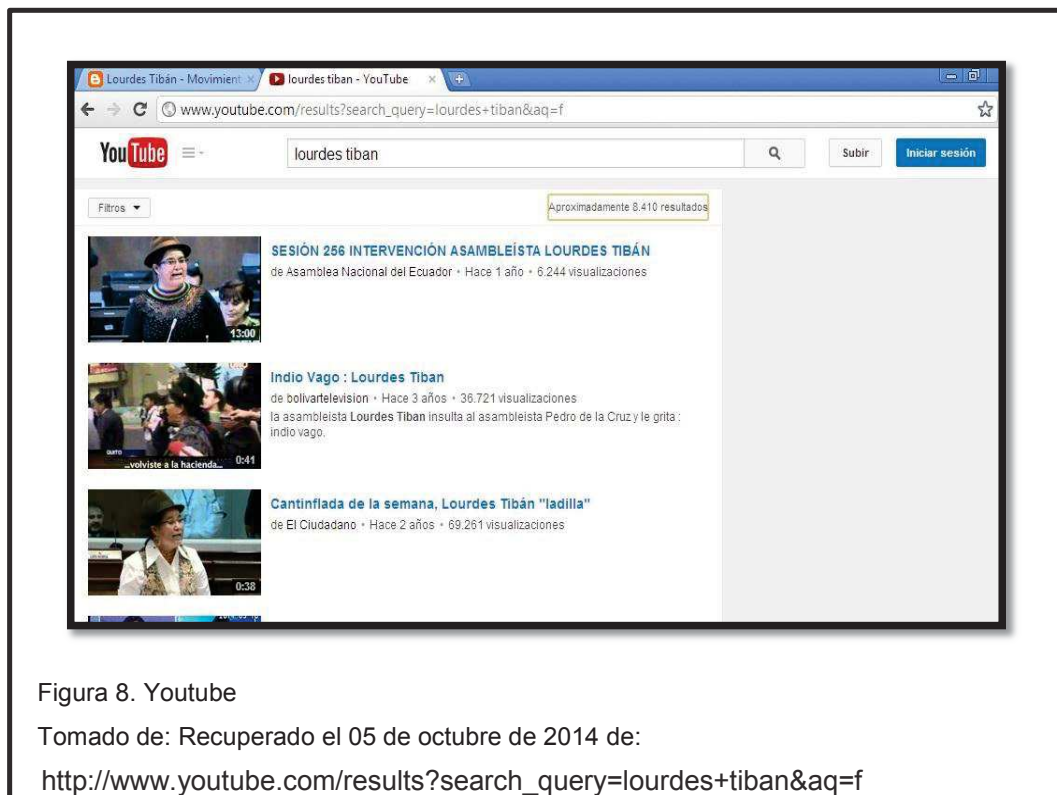 Lourdes Tibán - Movimient
lourdes tiban - YouTube
www.youtube.com/results?search_query=lourdes+tiban&aq=f
YouTube
lourdes tiban
Subir
Iniciar sesión
Filtros
Aproximadamente 8.410 resultados
SESIÓN 256 INTERVENCIÓN ASAMBLEÍSTA LOURDES TIBÁN
de Asamblea Nacional del Ecuador • Hace 1 año • 6.244 visualizaciones
13:00
Indio Vago : Lourdes Tiban
de bolivartelevision • Hace 3 años • 36.721 visualizaciones
la asambleista Lourdes Tiban insulta al asambleista Pedro de la Cruz y le grita :
indio vago.
QUITO
...volviste a la hacienda...
0:41
Cantinflada de la semana, Lourdes Tibán "ladilla"
de El Ciudadano • Hace 2 años • 69.261 visualizaciones
0:38
Figura 8. Youtube
Tomado de: Recuperado el 05 de octubre de 2014 de:
http://www.youtube.com/results?search_query=lourdes+tiban&aq=f